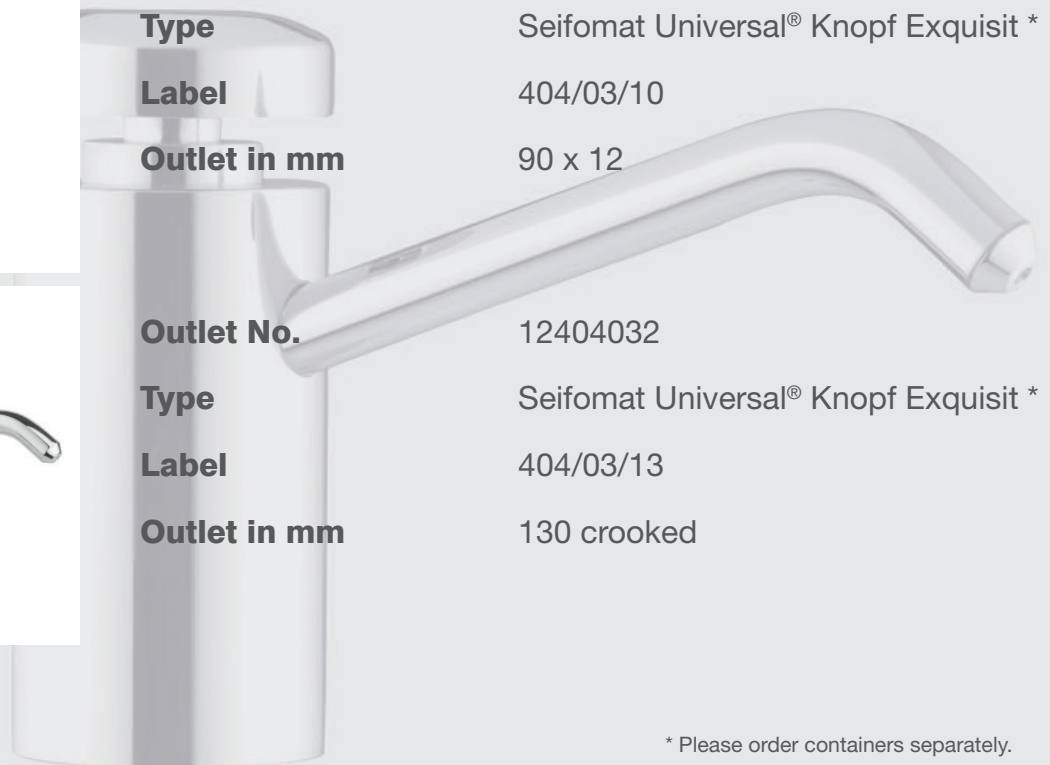 Type Seifomat Universal® Knopf Exquisit *
Label 404/03/10
Outlet in mm 90 x 12
Outlet No. 12404032
Type Seifomat Universal® Knopf Exquisit *
Label 404/03/13
Outlet in mm 130 crooked
* Please order containers separately.